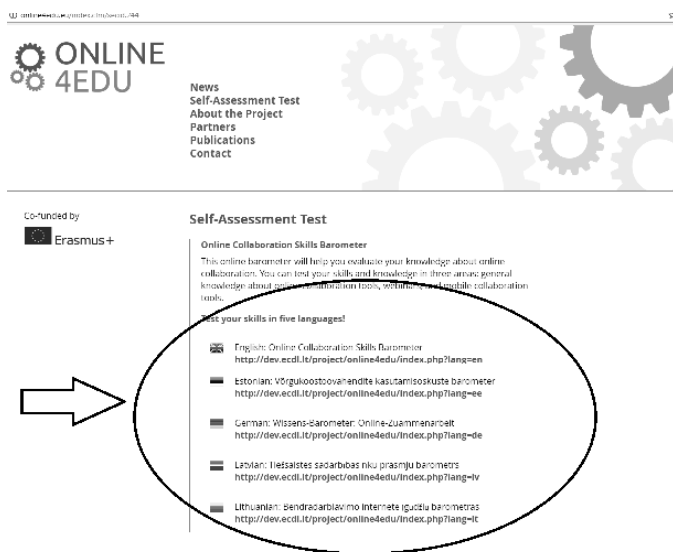 ONLINE
4EDU
News
Self-Assessment Test
About the Project
Partners
Publications
Contact
Co-funded by
Erasmus+
Self-Assessment Test
Online Collaboration Skills Barometer
This online barometer will help you evaluate your knowledge about online
collaboration. You can test your skills and knowledge in three areas: general
knowledge about online collaboration tools, webinars, and mobile collaboration
tools.
Test your skills in five languages!
English: Online Collaboration Skills Barometer
http://dev.ecdl.lt/project/online4edu/index.php?lang=en
Estonian: Võrgukoostöövahendite kasutamisoskuste barometer
http://dev.ecdl.lt/project/online4edu/index.php?lang=ee
German: Wissens-Barometer: Online-Zuammenarbeit
http://dev.ecdl.lt/project/online4edu/index.php?lang=de
Latvian: Tiešsaistes sadarbības prasmju barometrs
http://dev.ecdl.lt/project/online4edu/index.php?lang=lv
Lithuanian: Bendradarbiavimo internete įgūdžių barometras
http://dev.ecdl.lt/project/online4edu/index.php?lang=lt